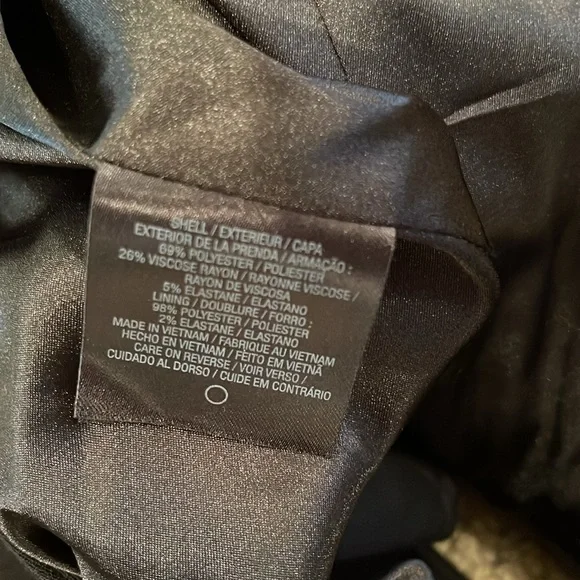 SHELL / EXTERIEUR / CAPA
EXTERIOR DE LA PRENDA / ARMAÇÃO :
69% POLYESTER / POLIESTER
26% VISCOSE RAYON / RAYONNE VISCOSE /
RAYON DE VISCOSA
5% ELASTANE / ELASTANO
LINING / DOUBLURE / FORRO :
98% POLYESTER / POLIESTER
2% ELASTANE / ELASTANO
MADE IN VIETNAM / FABRIQUE AU VIETNAM
HECHO EN VIETNAM / FEITO EM VIETNÃ
CARE ON REVERSE / VOIR VERSO /
CUIDADO AL DORSO / CUIDE EM CONTRÁRIO